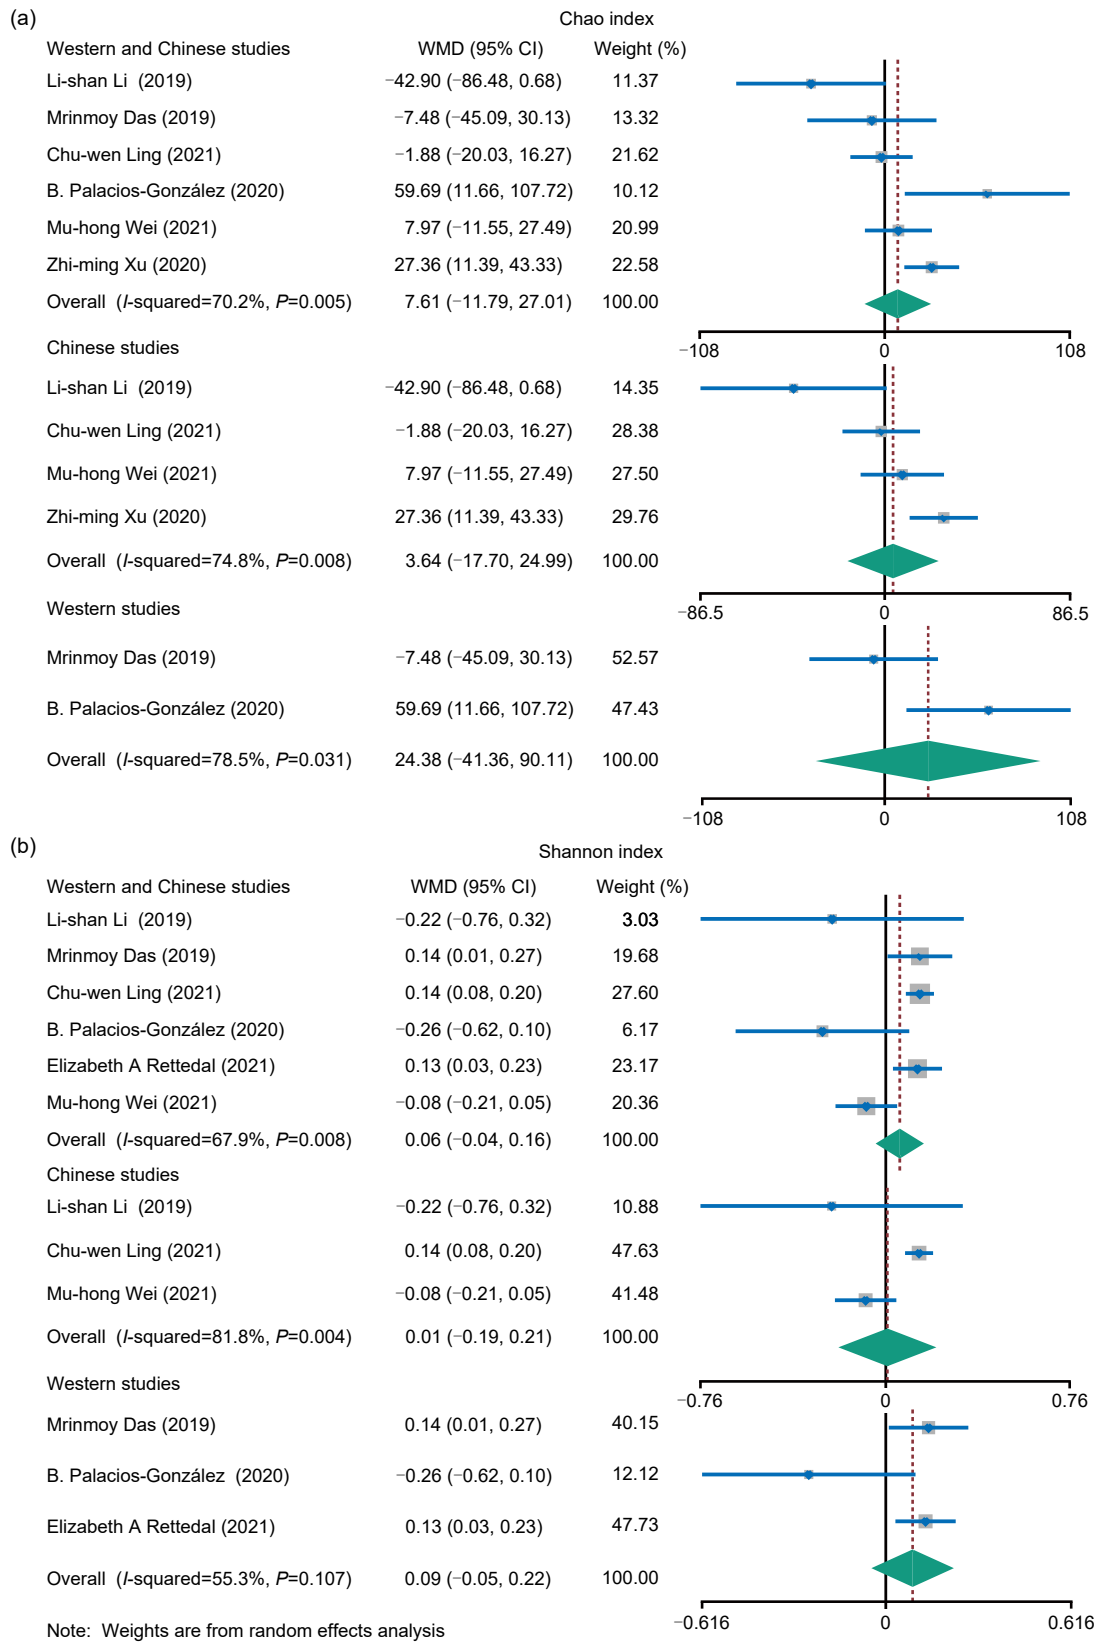 (a)
Chao index
Western and Chinese studies WMD (95% CI) Weight (%)
Li-shan Li (2019) −42.90 (−86.48, 0.68) 11.37
Mrinmoy Das (2019) −7.48 (−45.09, 30.13) 13.32
Chu-wen Ling (2021) −1.88 (−20.03, 16.27) 21.62
B. Palacios-González (2020) 59.69 (11.66, 107.72) 10.12
Mu-hong Wei (2021) 7.97 (−11.55, 27.49) 20.99
Zhi-ming Xu (2020) 27.36 (11.39, 43.33) 22.58
Overall (I-squared=70.2%, P=0.005) 7.61 (−11.79, 27.01) 100.00
−108 0 108
Chinese studies
Li-shan Li (2019) −42.90 (−86.48, 0.68) 14.35
Chu-wen Ling (2021) −1.88 (−20.03, 16.27) 28.38
Mu-hong Wei (2021) 7.97 (−11.55, 27.49) 27.50
Zhi-ming Xu (2020) 27.36 (11.39, 43.33) 29.76
Overall (I-squared=74.8%, P=0.008) 3.64 (−17.70, 24.99) 100.00
−86.5 0 86.5
Western studies
Mrinmoy Das (2019) −7.48 (−45.09, 30.13) 52.57
B. Palacios-González (2020) 59.69 (11.66, 107.72) 47.43
Overall (I-squared=78.5%, P=0.031) 24.38 (−41.36, 90.11) 100.00
−108 0 108
(b)
Shannon index
Western and Chinese studies WMD (95% CI) Weight (%)
Li-shan Li (2019) −0.22 (−0.76, 0.32) 3.03
Mrinmoy Das (2019) 0.14 (0.01, 0.27) 19.68
Chu-wen Ling (2021) 0.14 (0.08, 0.20) 27.60
B. Palacios-González (2020) −0.26 (−0.62, 0.10) 6.17
Elizabeth A Rettedal (2021) 0.13 (0.03, 0.23) 23.17
Mu-hong Wei (2021) −0.08 (−0.21, 0.05) 20.36
Overall (I-squared=67.9%, P=0.008) 0.06 (−0.04, 0.16) 100.00
Chinese studies
Li-shan Li (2019) −0.22 (−0.76, 0.32) 10.88
Chu-wen Ling (2021) 0.14 (0.08, 0.20) 47.63
Mu-hong Wei (2021) −0.08 (−0.21, 0.05) 41.48
Overall (I-squared=81.8%, P=0.004) 0.01 (−0.19, 0.21) 100.00
−0.76 0 0.76
Western studies
Mrinmoy Das (2019) 0.14 (0.01, 0.27) 40.15
B. Palacios-González (2020) −0.26 (−0.62, 0.10) 12.12
Elizabeth A Rettedal (2021) 0.13 (0.03, 0.23) 47.73
Overall (I-squared=55.3%, P=0.107) 0.09 (−0.05, 0.22) 100.00
−0.616 0 0.616
Note: Weights are from random effects analysis